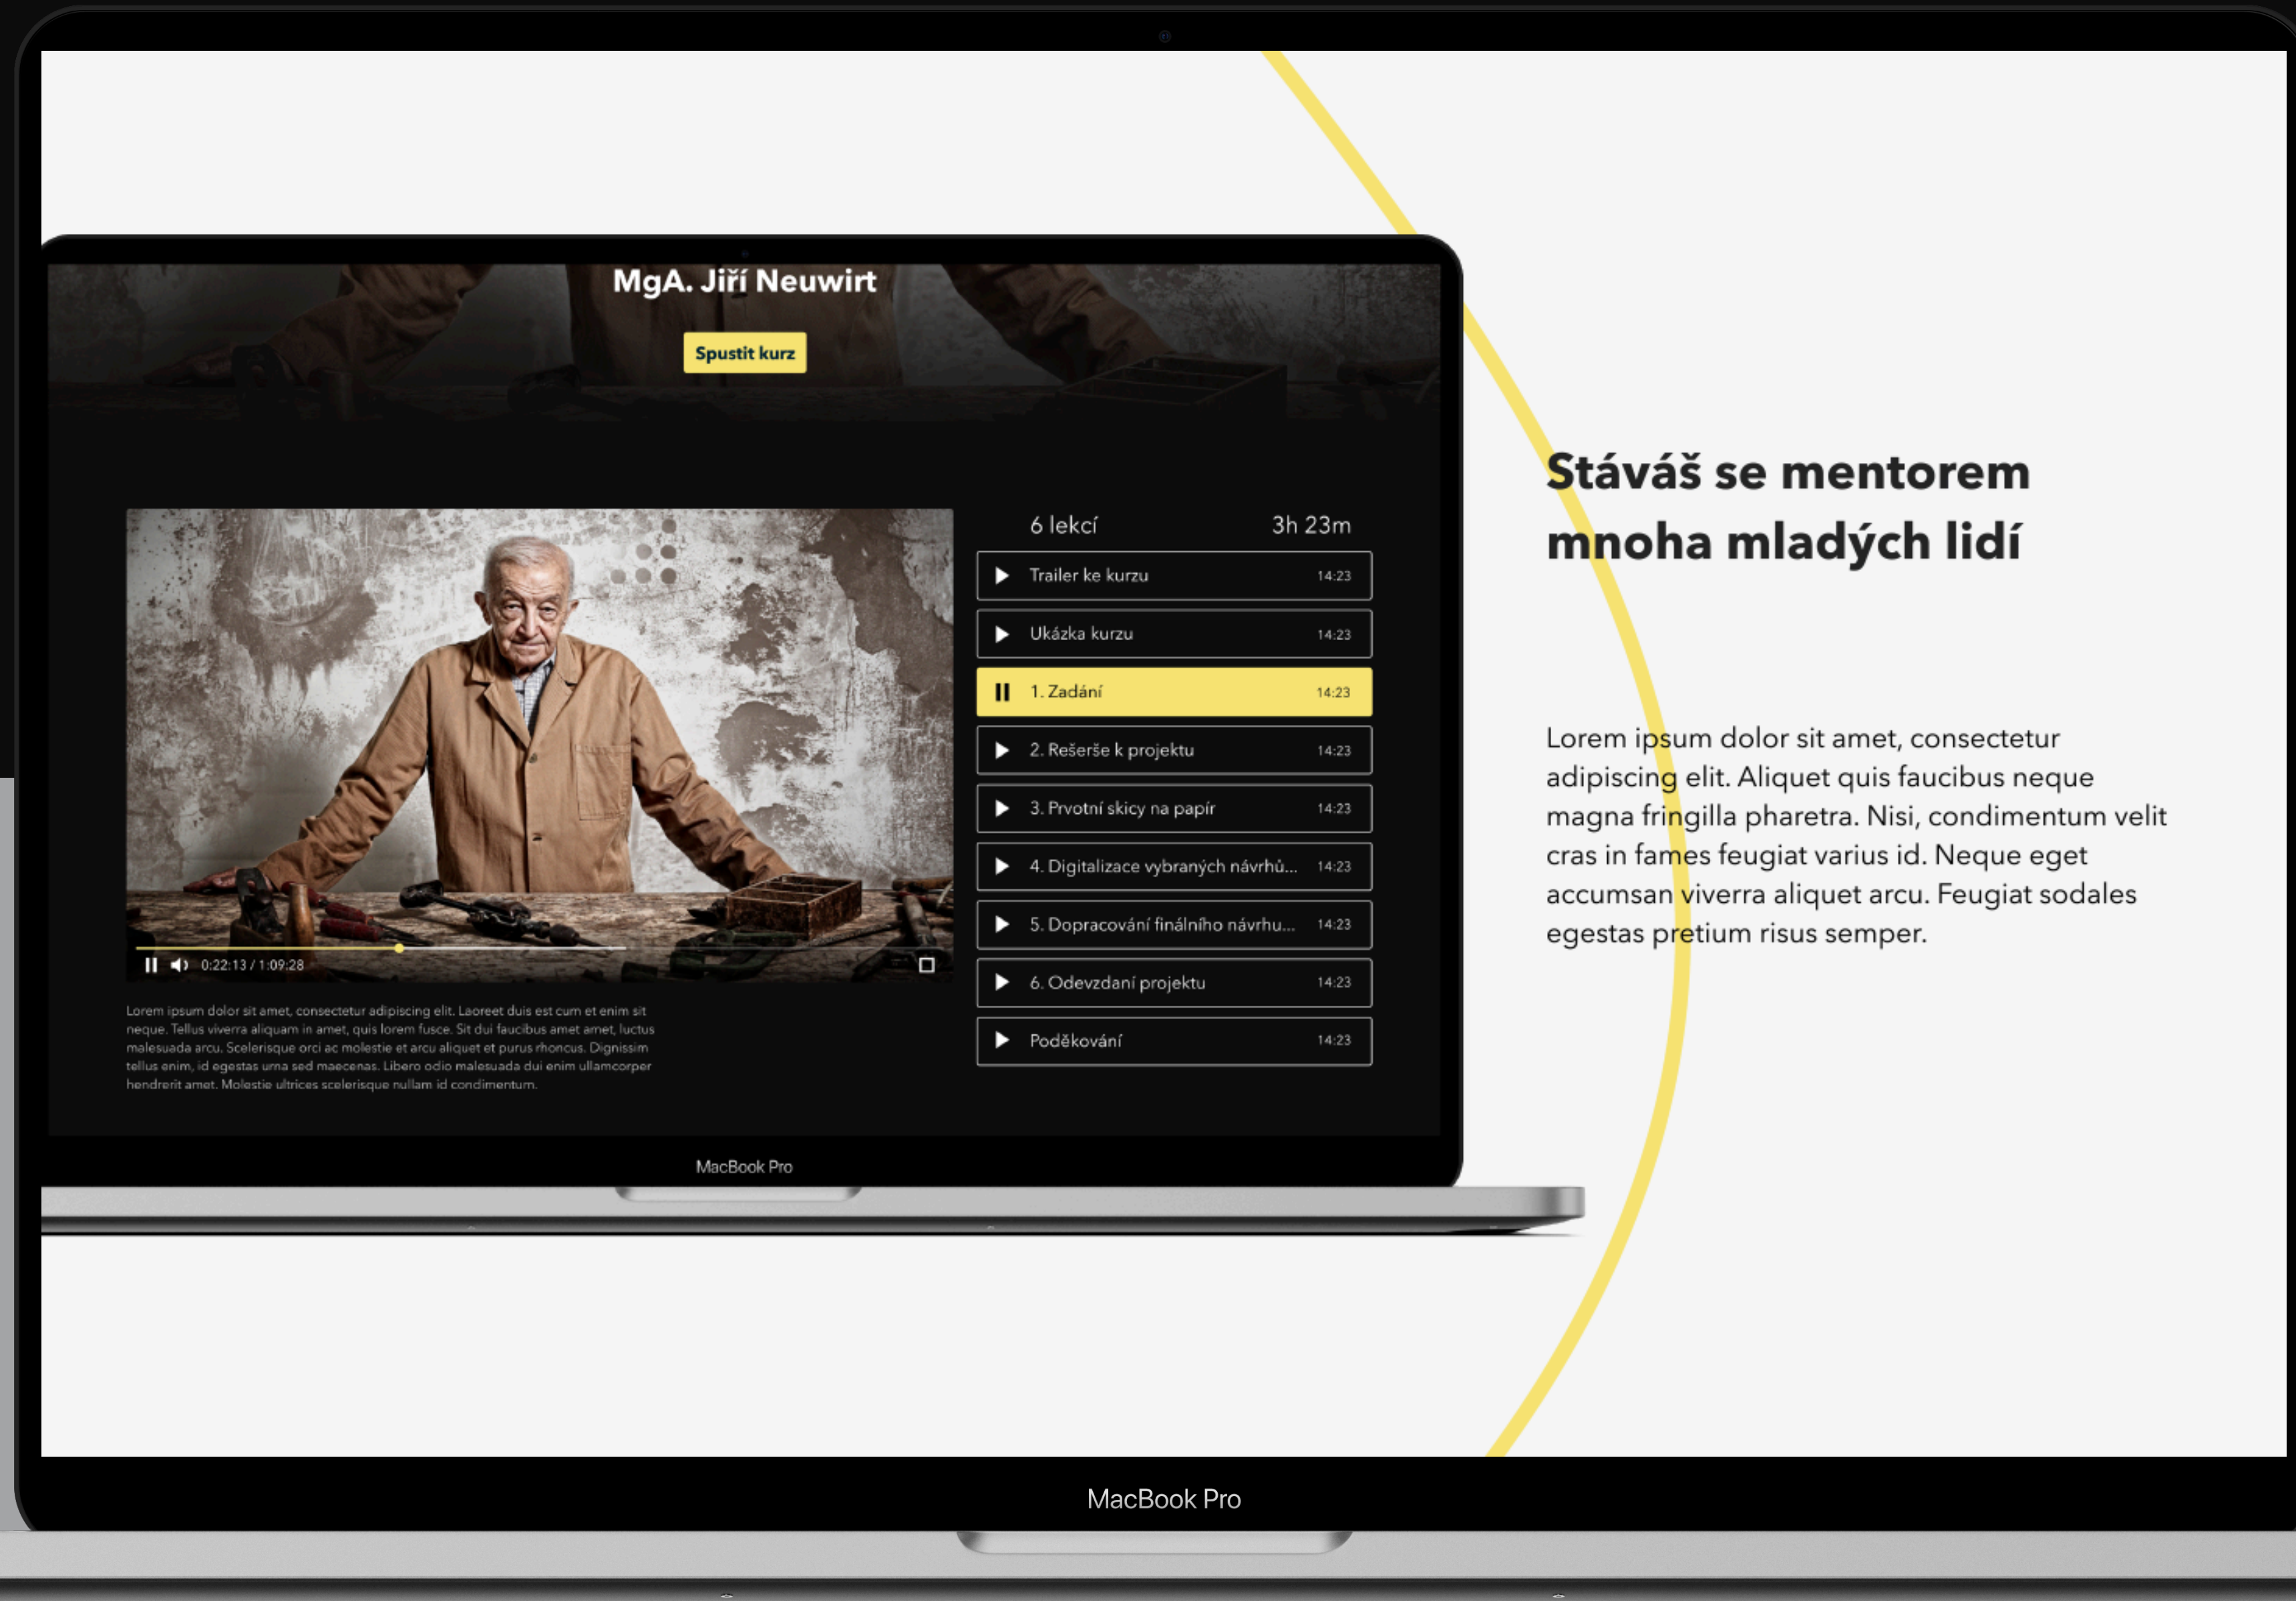 MgA. Jiří Neuwirt
Spustit kurz
6 lekcí 3h 23m
Trailer ke kurzu 14:23
Ukázka kurzu 14:23
1. Zadání 14:23
2. Rešerše k projektu 14:23
3. Prvotní skicy na papír 14:23
4. Digitalizace vybraných návrhů... 14:23
5. Dopracování finálního návrhu... 14:23
6. Odevzdaní projektu 14:23
Poděkování 14:23
0:22:13 / 1:09:28
Lorem ipsum dolor sit amet, consectetur adipiscing elit. Laoreet duis est cum et enim sit
neque. Tellus viverra aliquam in amet, quis lorem fusce. Sit dui faucibus amet amet, luctus
malesuada arcu. Scelerisque orci ac molestie et arcu aliquet et purus rhoncus. Dignissim
tellus enim, id egestas urna sed maecenas. Libero odio malesuada dui enim ullamcorper
hendrerit amet. Molestie ultrices scelerisque nullam id condimentum.
MacBook Pro
Stáváš se mentorem
mnoha mladých lidí
Lorem ipsum dolor sit amet, consectetur
adipiscing elit. Aliquet quis faucibus neque
magna fringilla pharetra. Nisi, condimentum velit
cras in fames feugiat varius id. Neque eget
accumsan viverra aliquet arcu. Feugiat sodales
egestas pretium risus semper.
MacBook Pro